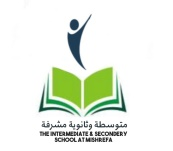 متوسطة وثانوية مشرفة
THE INTERMEDIATE & SECONDERY
SCHOOL AT MISHREFA